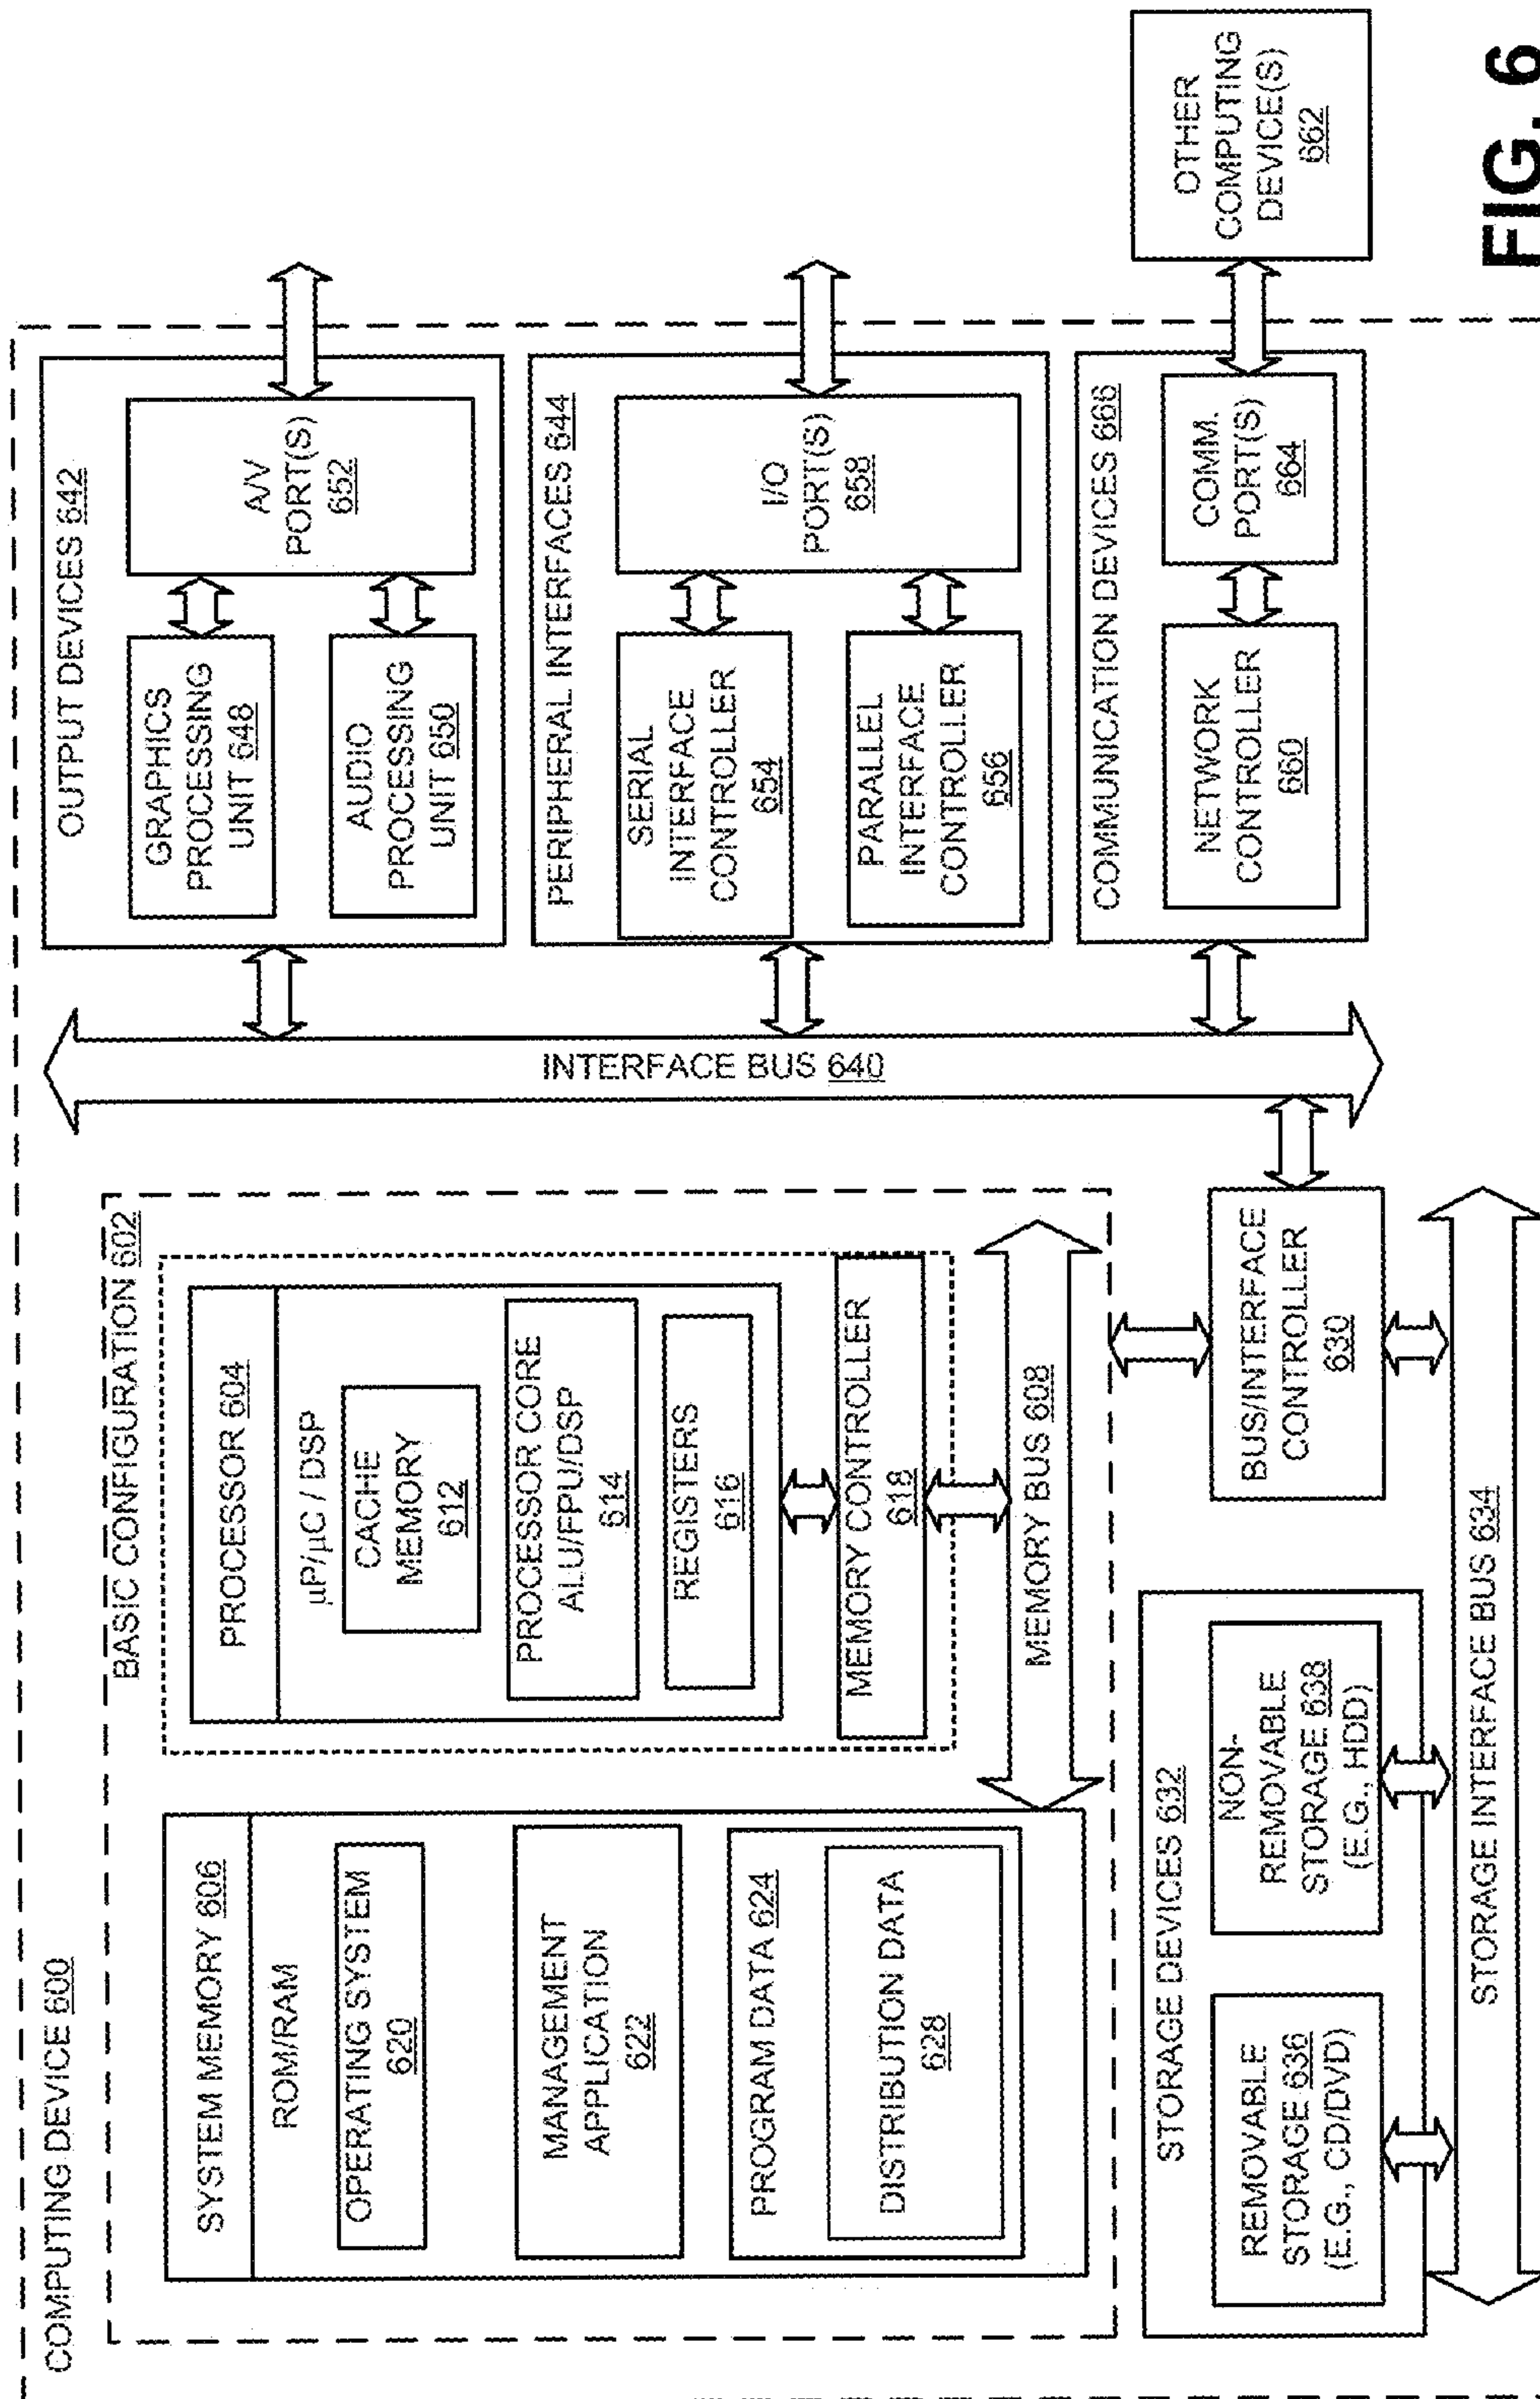 COMPUTING DEVICE 600
BASIC CONFIGURATION 602
SYSTEM MEMORY 606
ROM/RAM
OPERATING SYSTEM
620
MANAGEMENT
APPLICATION
622
PROGRAM DATA 624
DISTRIBUTION DATA
628
PROCESSOR 604
µP/µC / DSP
CACHE
MEMORY
612
PROCESSOR CORE
ALU/FPU/DSP
614
REGISTERS
616
MEMORY CONTROLLER
618
MEMORY BUS 608
BUS/INTERFACE
CONTROLLER
630
STORAGE DEVICES 632
REMOVABLE
STORAGE 636
(E.G., CD/DVD)
NON-
REMOVABLE
STORAGE 638
(E.G., HDD)
STORAGE INTERFACE BUS 634
INTERFACE BUS 640
OUTPUT DEVICES 642
GRAPHICS
PROCESSING
UNIT 648
AUDIO
PROCESSING
UNIT 650
A/V
PORT(S)
652
PERIPHERAL INTERFACES 644
SERIAL
INTERFACE
CONTROLLER
654
PARALLEL
INTERFACE
CONTROLLER
656
I/O
PORT(S)
658
COMMUNICATION DEVICES 666
NETWORK
CONTROLLER
660
COMM.
PORT(S)
664
OTHER
COMPUTING
DEVICE(S)
662
FIG. 6